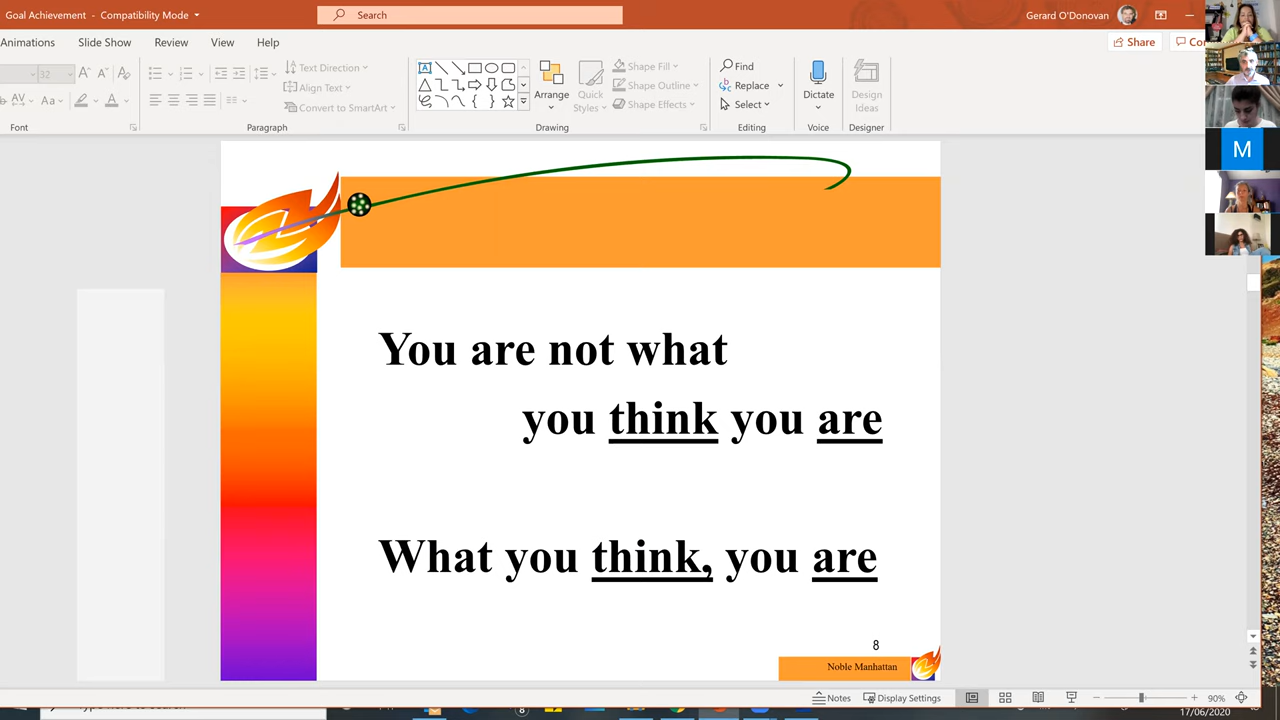 Goal Achievement - Compatibility Mode
Search
Gerard O'Donovan
Animations Slide Show Review View Help
Share
32
Text Direction
Shape Fill
Find
Align Text
Shape Outline
Replace
Aa
Convert to SmartArt
Arrange
Quick Styles
Shape Effects
Select
Dictate
Design Ideas
Font
Paragraph
Drawing
Editing
Voice
Designer
M
You are not what
you think you are
What you think, you are
8
Noble Manhattan
Notes
Display Settings
90%
17/06/2020